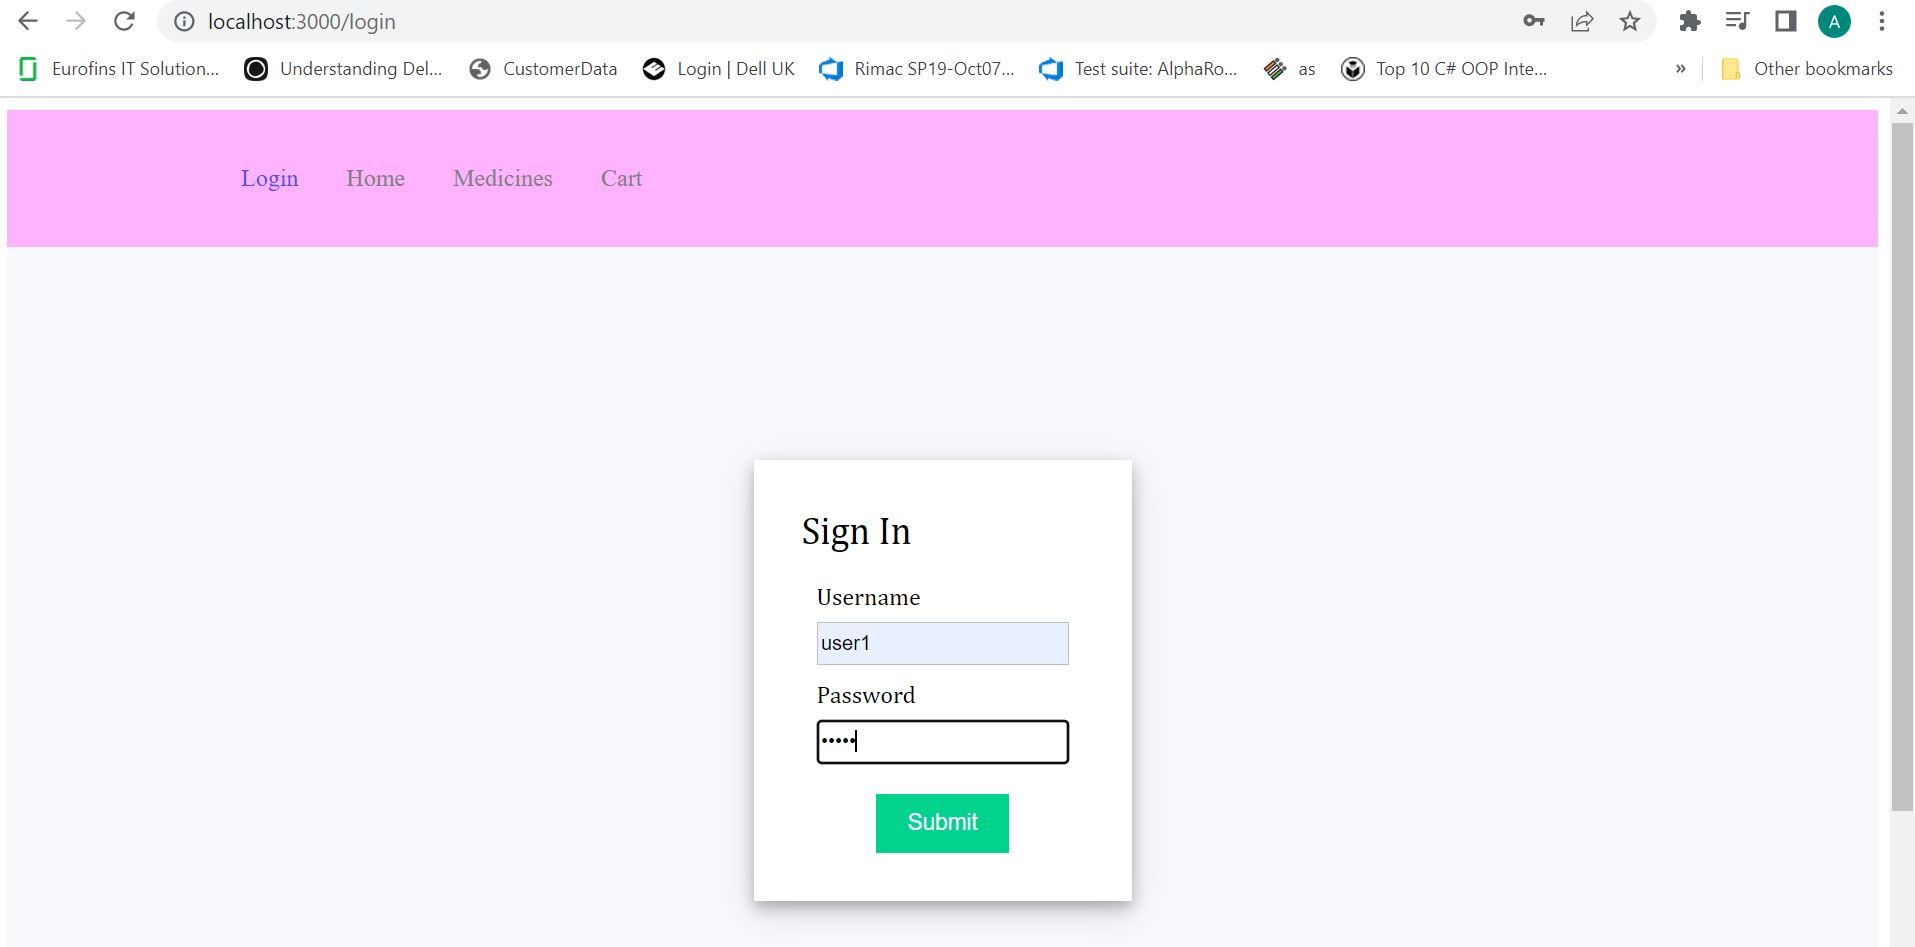 localhost:3000/login
A
Eurofins IT Solution... Understanding Del... CustomerData Login | Dell UK Rimac SP19-Oct07... Test suite: AlphaRo... as Top 10 C# OOP Inte... » Other bookmarks
Login Home Medicines Cart
Sign In
Username
user1
Password
•••••
Submit